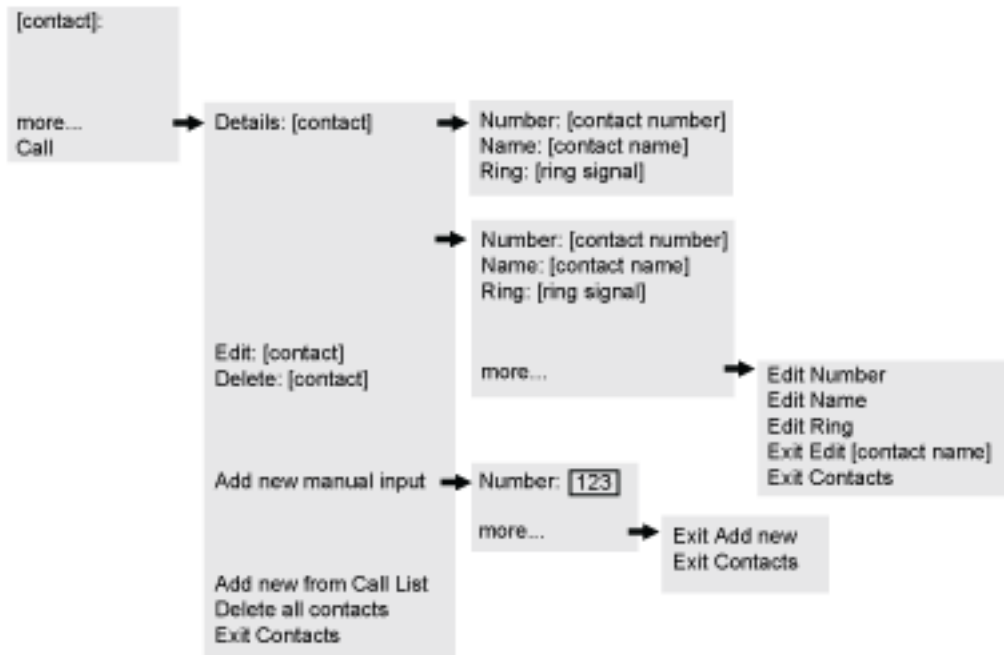 [contact]:
more...
Call
Details: [contact]
Edit: [contact]
Delete: [contact]
Add new manual input
Add new from Call List
Delete all contacts
Exit Contacts
Number: [contact number]
Name: [contact name]
Ring: [ring signal]
Number: [contact number]
Name: [contact name]
Ring: [ring signal]
more...
Edit Number
Edit Name
Edit Ring
Exit Edit [contact name]
Exit Contacts
Number: 123
more...
Exit Add new
Exit Contacts